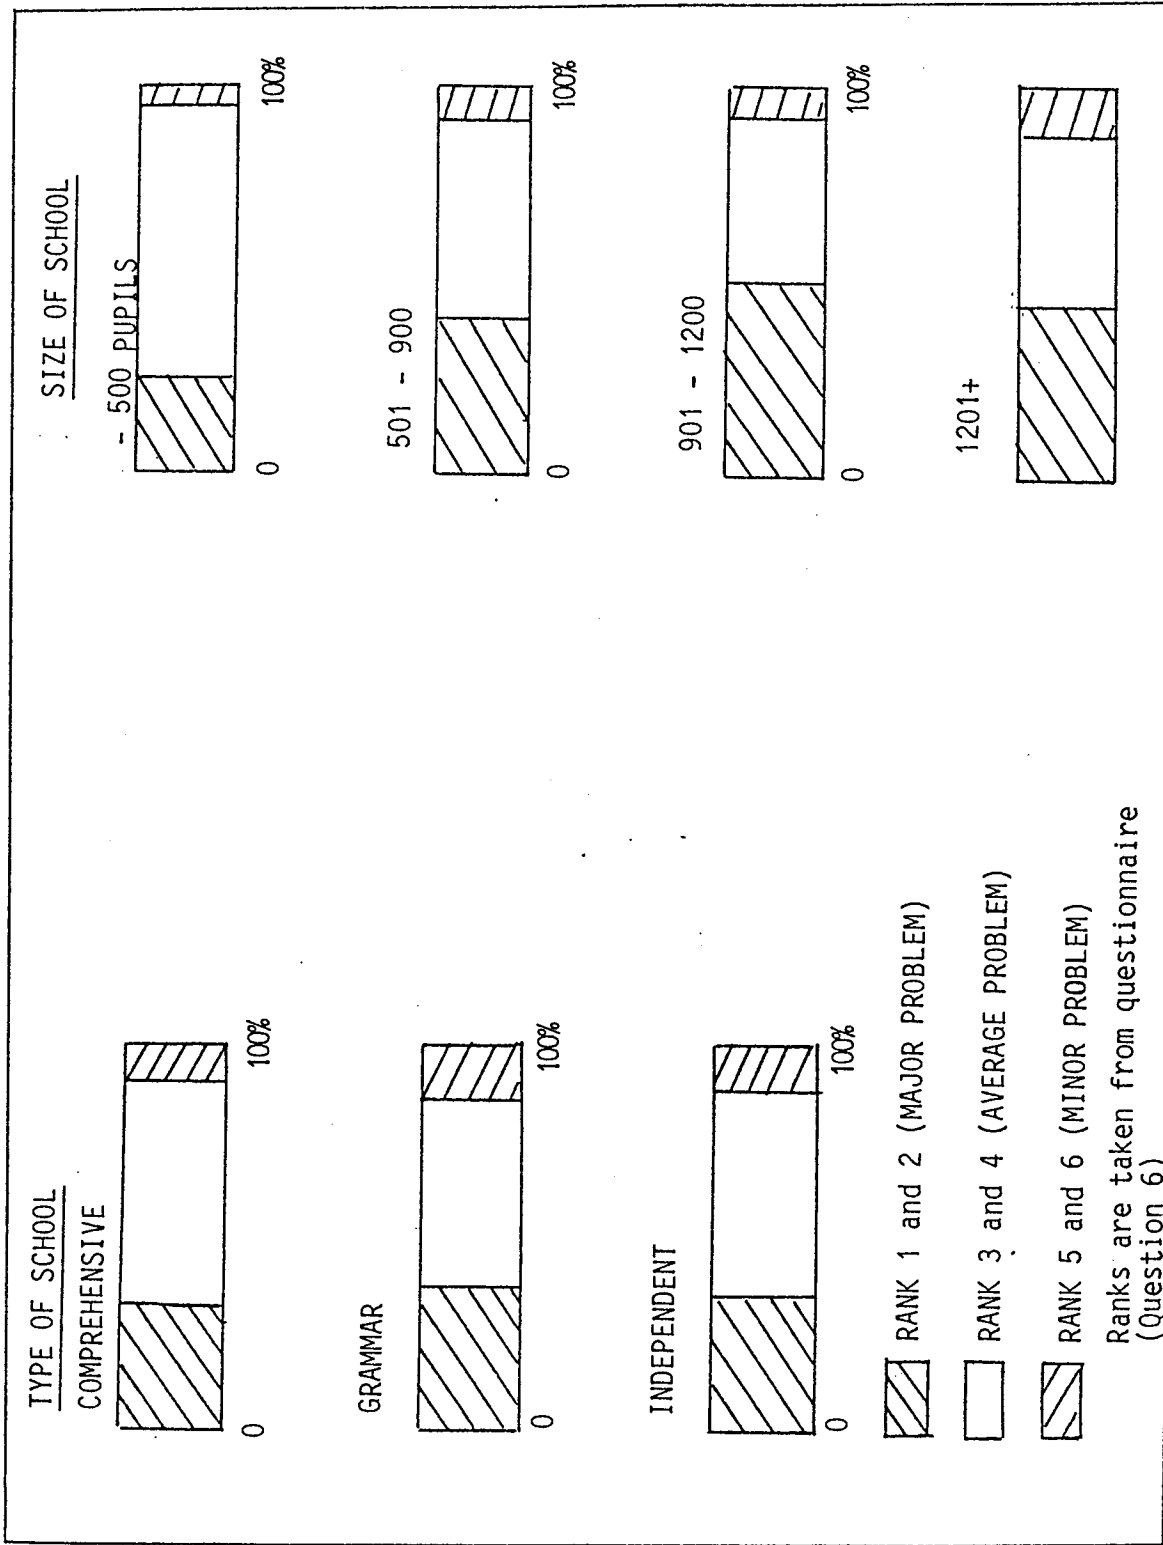 TYPE OF SCHOOL
COMPREHENSIVE
0
100%
GRAMMAR
0
100%
INDEPENDENT
0
100%
RANK 1 and 2 (MAJOR PROBLEM)
RANK 3 and 4 (AVERAGE PROBLEM)
RANK 5 and 6 (MINOR PROBLEM)
Ranks are taken from questionnaire
(Question 6)
SIZE OF SCHOOL
- 500 PUPILS
0
100%
501 - 900
0
100%
901 - 1200
0
100%
1201+